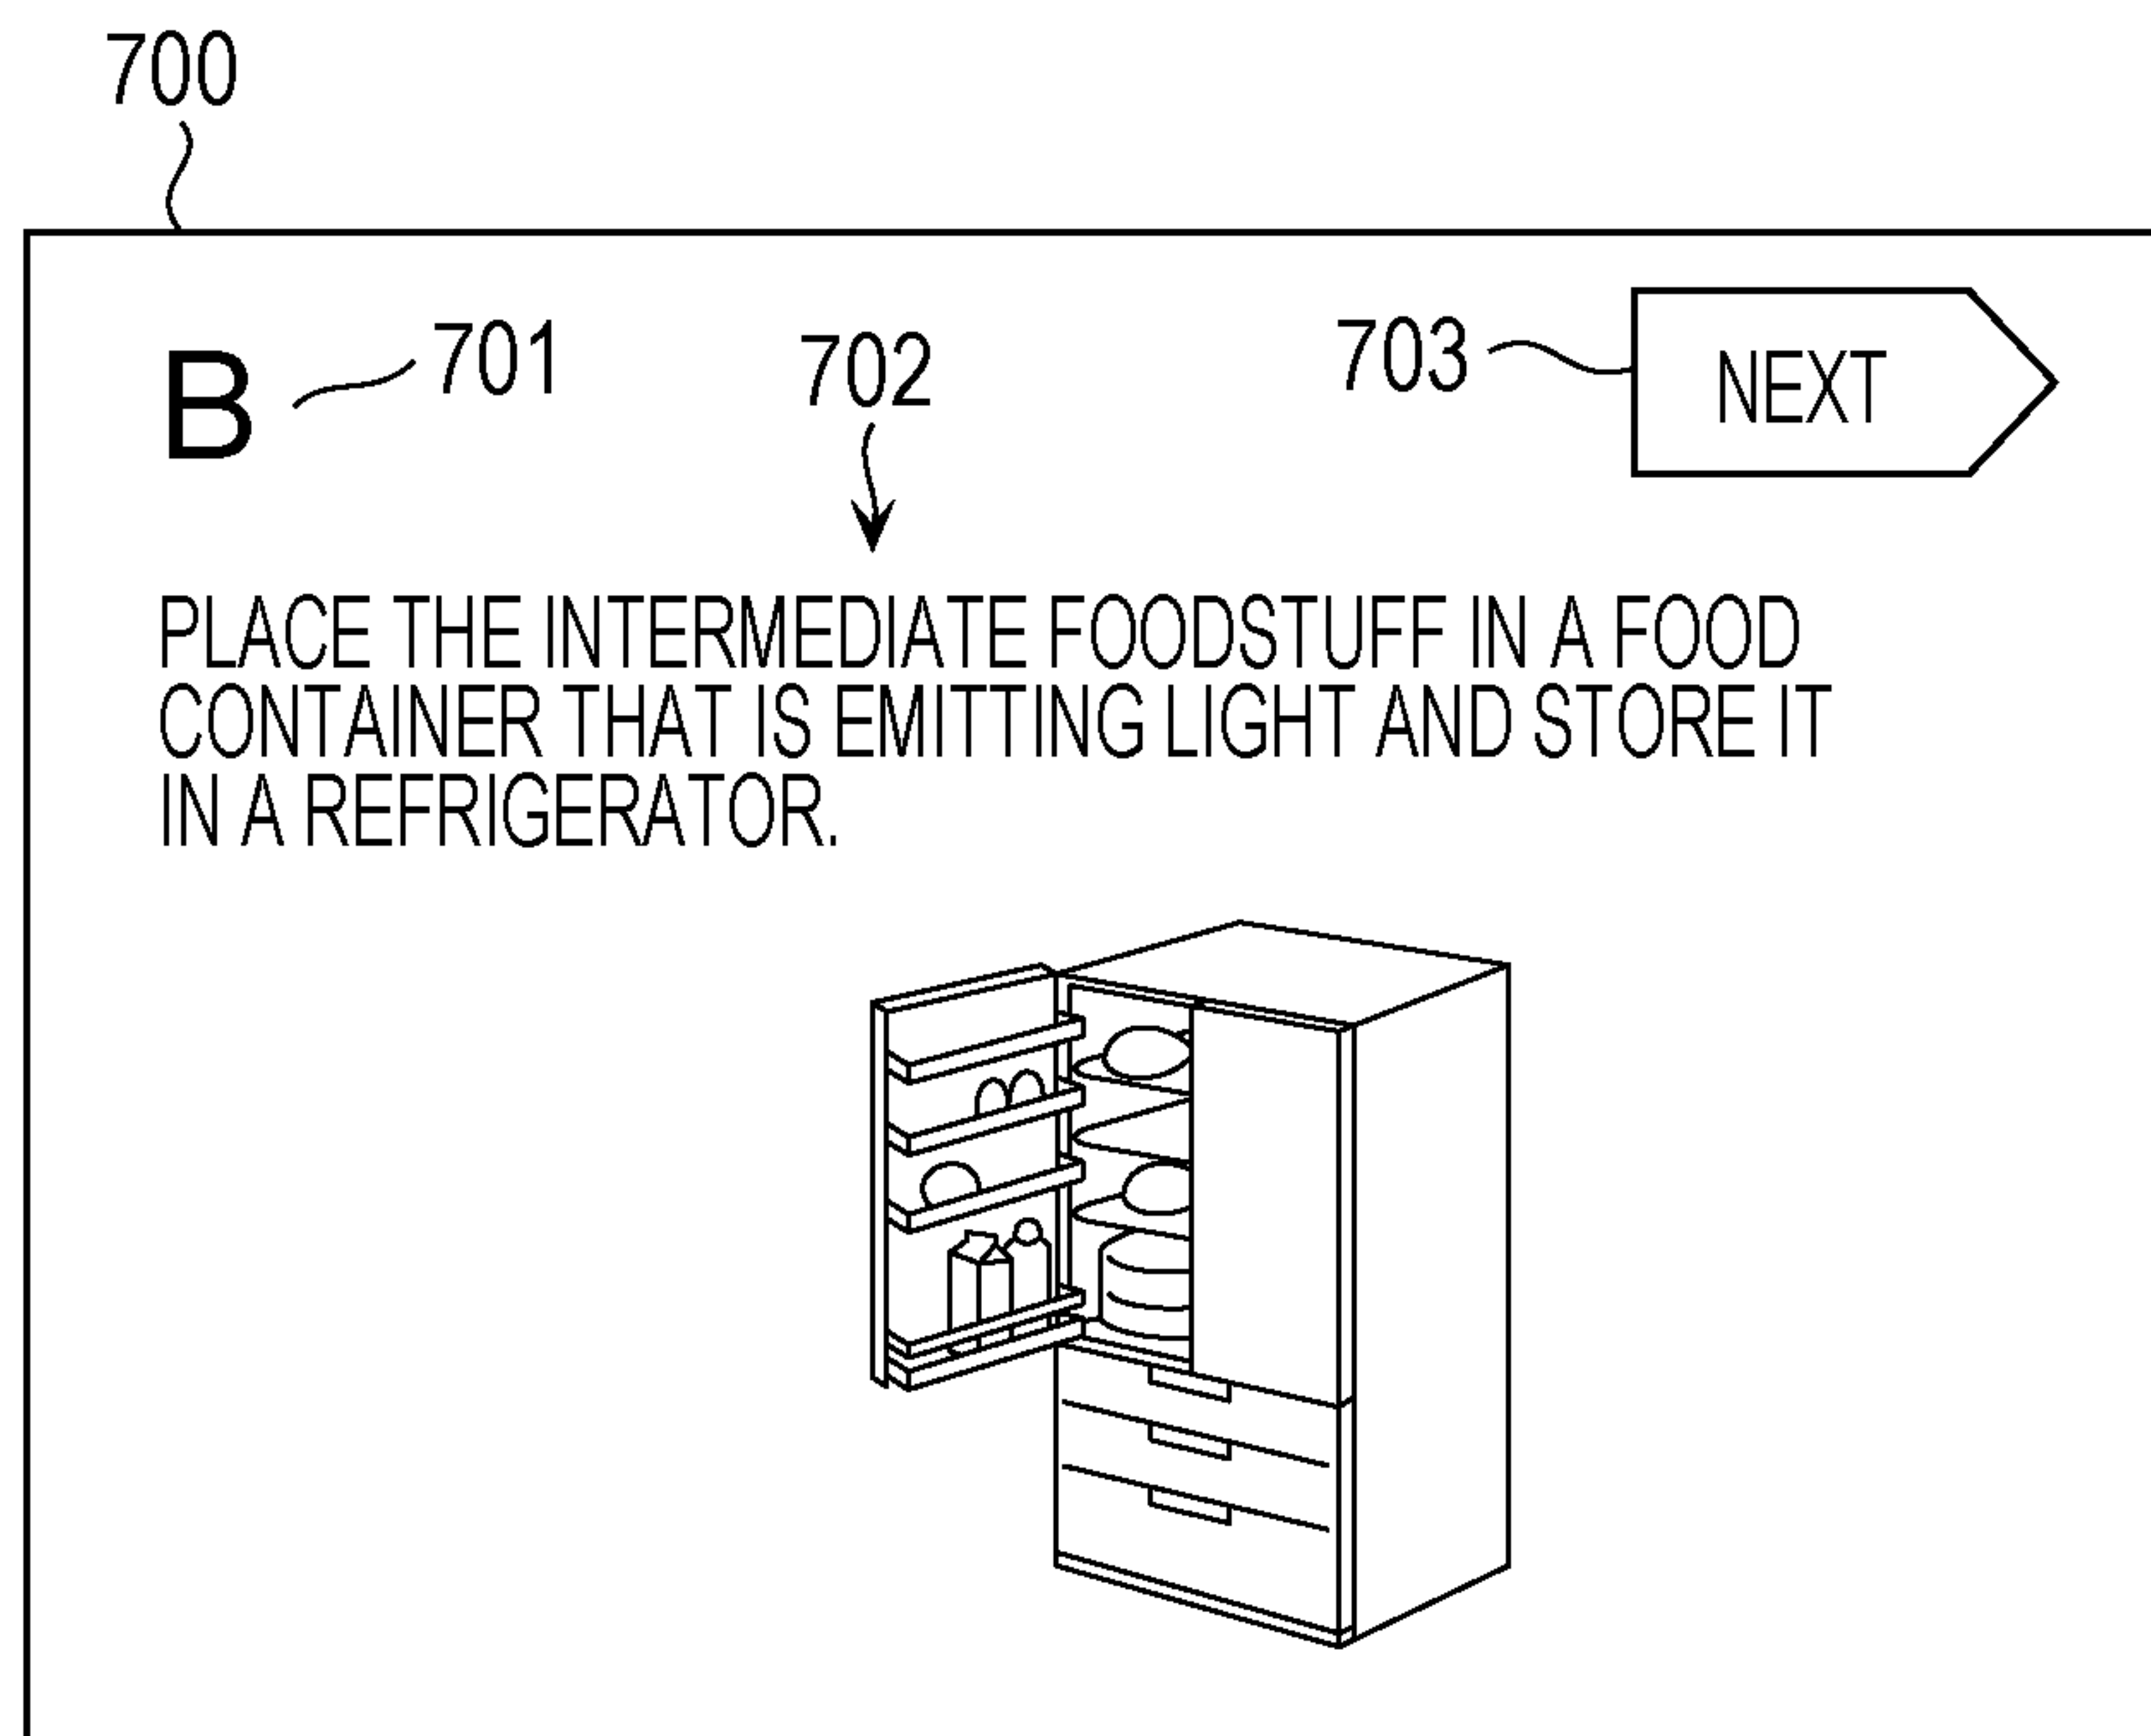 700
B 701 702 703 NEXT
PLACE THE INTERMEDIATE FOODSTUFF IN A FOOD
CONTAINER THAT IS EMITTING LIGHT AND STORE IT
IN A REFRIGERATOR.